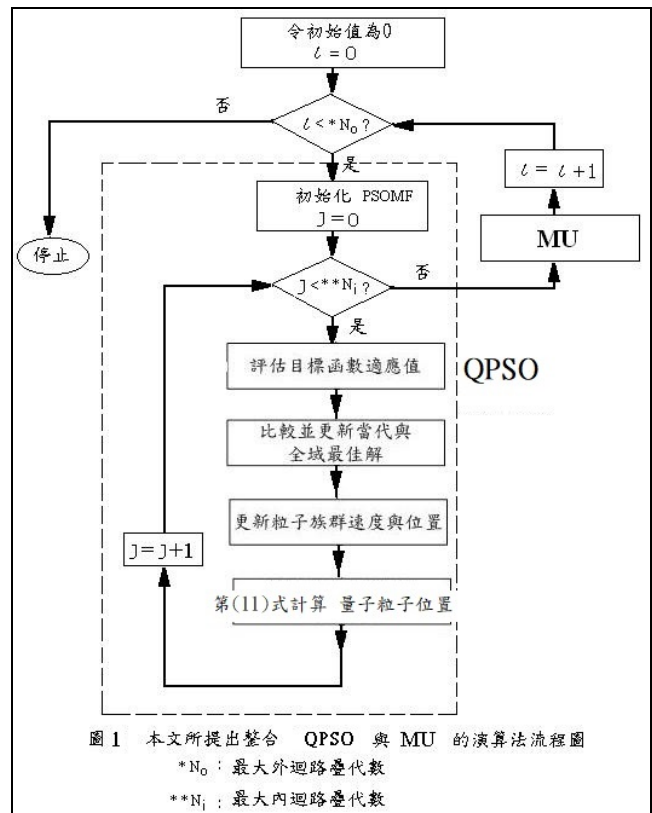 令初始值為0
ℓ = 0
否
ℓ<*N₀?
是
ℓ = ℓ +1
初始化 PSOMF
J=0
MU
停止
J<**Nᵢ?
否
是
評估目標函數適應值
QPSO
比較並更新當代與
全域最佳解
更新粒子族群速度與位置
J=J+1
第(11)式計算 量子粒子位置
圖1 本文所提出整合 QPSO 與 MU 的演算法流程圖
*N₀:最大外迴路疊代數
**Nᵢ:最大內迴路疊代數